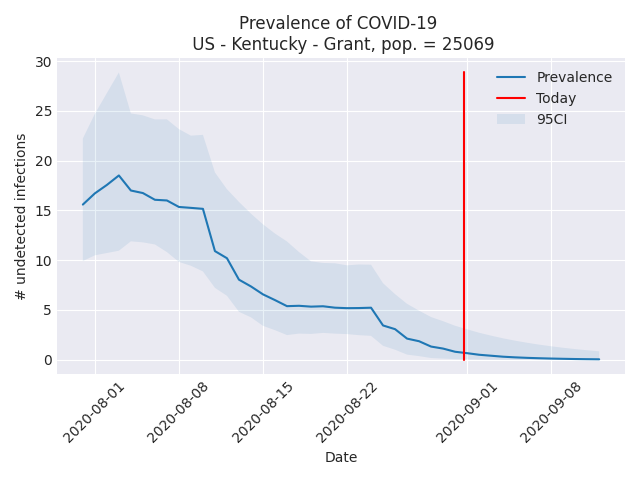 Prevalence of COVID-19
US - Kentucky - Grant, pop. = 25069
30
25
20
15
10
5
0
# undetected infections
Prevalence
Today
95CI
2020-08-01
2020-08-08
2020-08-15
2020-08-22
2020-09-01
2020-09-08
Date